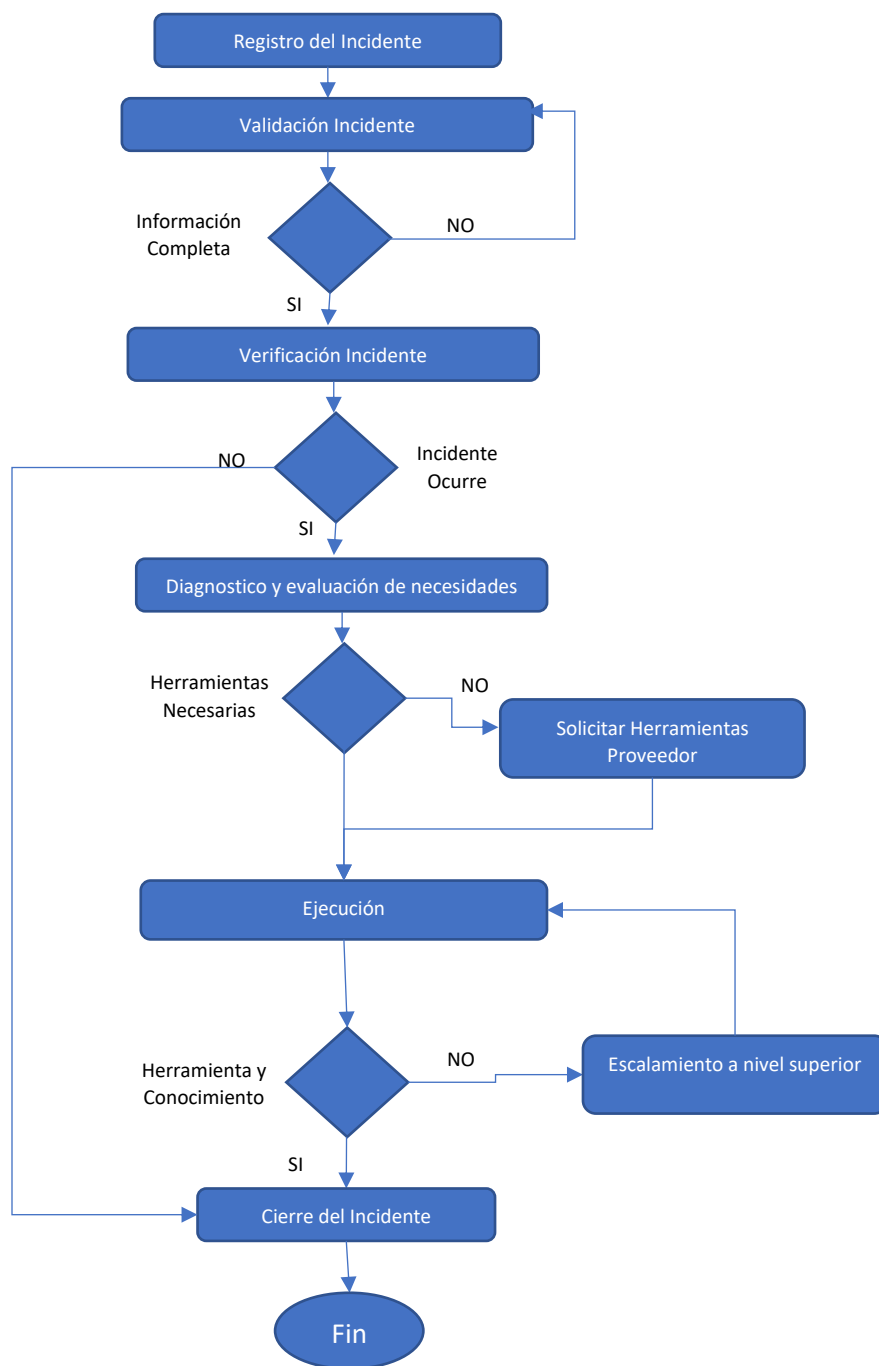 Registro del Incidente
Validación Incidente
Información
Completa
NO
SI
Verificación Incidente
NO
Incidente
Ocurre
SI
Diagnostico y evaluación de necesidades
Herramientas
Necesarias
NO
Solicitar Herramientas
Proveedor
Ejecución
Herramienta y
Conocimiento
NO
Escalamiento a nivel superior
SI
Cierre del Incidente
Fin